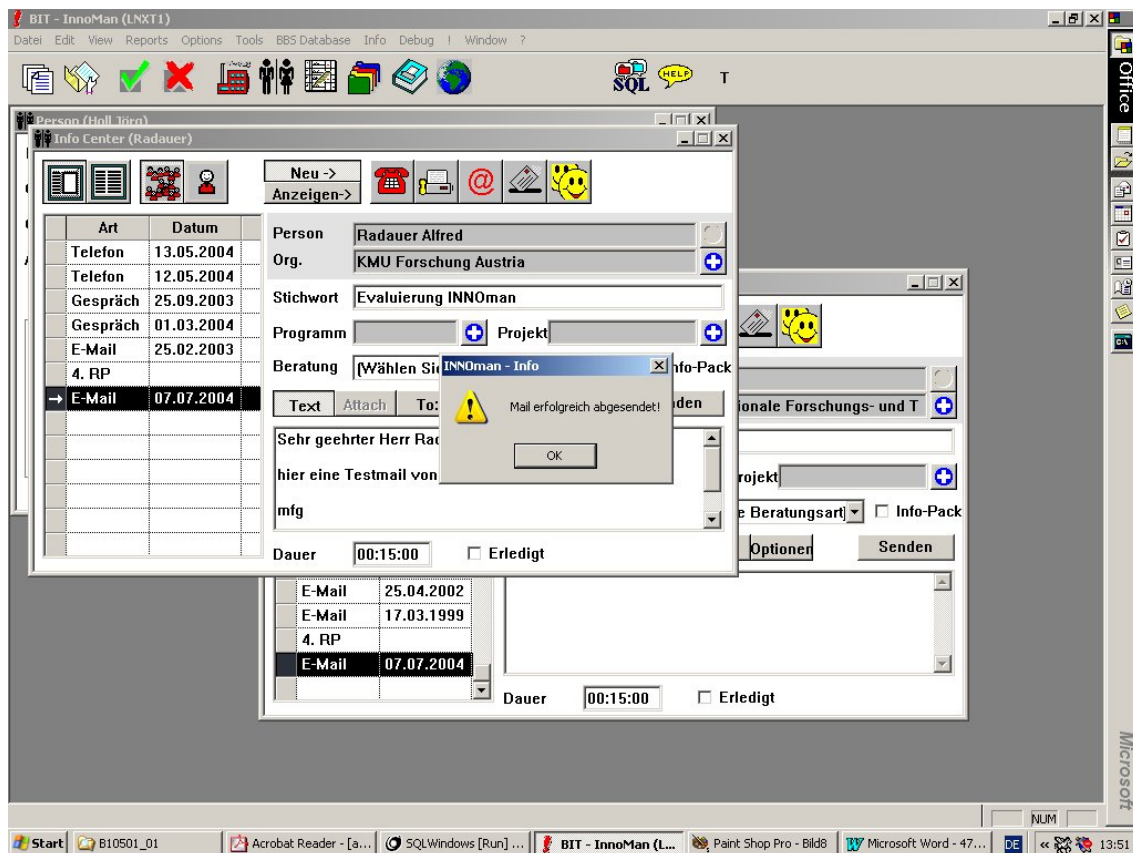 BIT - InnoMan (LNXT1)
Datei Edit View Reports Options Tools BBS Database Info Debug ! Window ?
SQL HELP T
Office
Person (Holl Jörg)
Info Center (Radauer)
Neu ->
Anzeigen->
Art Datum
Telefon 13.05.2004
Telefon 12.05.2004
Gespräch 25.09.2003
Gespräch 01.03.2004
E-Mail 25.02.2003
4. RP
E-Mail 07.07.2004
Person Radauer Alfred
Org. KMU Forschung Austria
Stichwort Evaluierung INNOman
Programm Projekt
Beratung (Wählen Sie
nfo-Pack
Text Attach To:
den
Sehr geehrter Herr Rad
hier eine Testmail von
mfg
Dauer 00:15:00 Erledigt
INNOman - Info
Mail erfolgreich abgesendet!
OK
ionale Forschungs- und T
rojekt
e Beratungsart) Info-Pack
Optionen Senden
E-Mail 25.04.2002
E-Mail 17.03.1999
4. RP
E-Mail 07.07.2004
Dauer 00:15:00 Erledigt
Microsoft
NUM
Start B10501_01 Acrobat Reader - [a... SQLWindows [Run] ... BIT - InnoMan (L... Paint Shop Pro - Bild8 Microsoft Word - 47... DE « 13:51